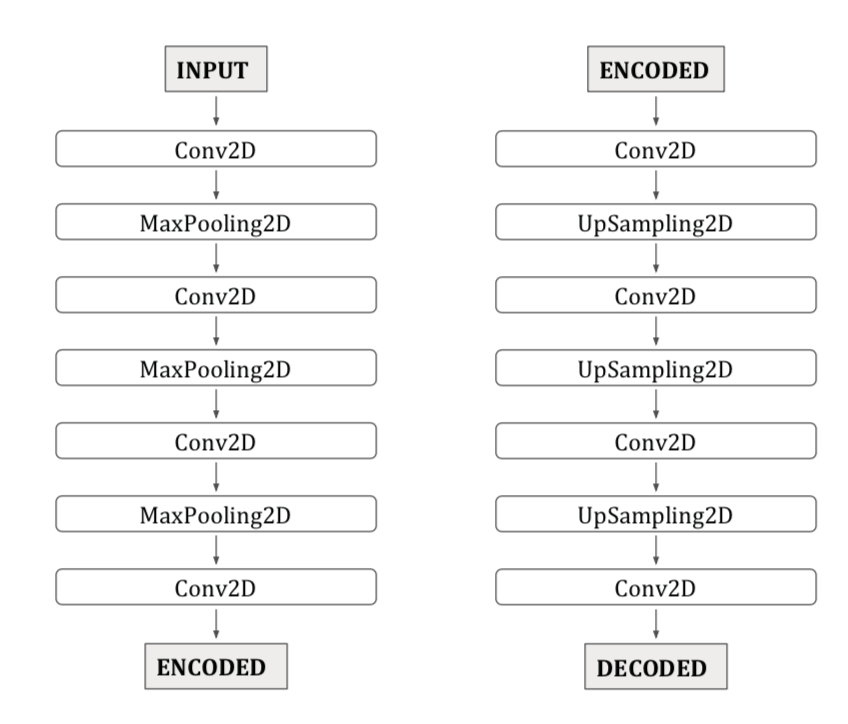 INPUT
Conv2D
MaxPooling2D
Conv2D
MaxPooling2D
Conv2D
MaxPooling2D
Conv2D
ENCODED
ENCODED
Conv2D
UpSampling2D
Conv2D
UpSampling2D
Conv2D
UpSampling2D
Conv2D
DECODED